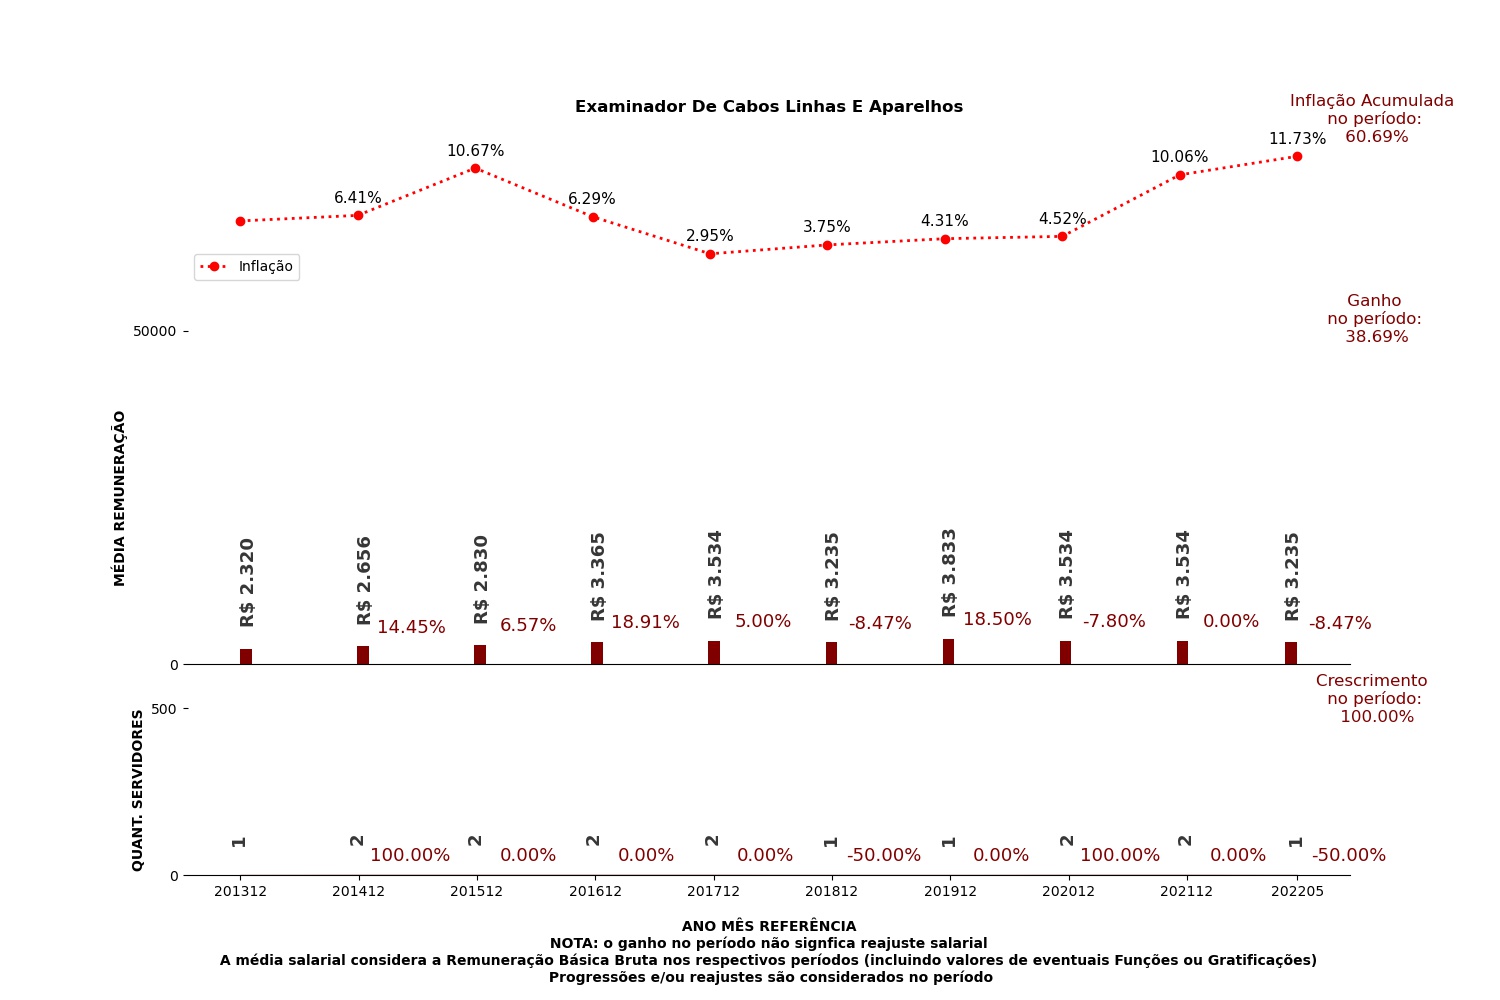 Examinador De Cabos Linhas E Aparelhos
Inflação Acumulada
no período:
60.69%
6.41%
10.67%
6.29%
2.95%
3.75%
4.31%
4.52%
10.06%
11.73%
Inflação
Ganho
no período:
38.69%
50000
0
MÉDIA REMUNERAÇÃO
R$ 2.320
R$ 2.656
R$ 2.830
R$ 3.365
R$ 3.534
R$ 3.235
R$ 3.833
R$ 3.534
R$ 3.534
R$ 3.235
14.45%
6.57%
18.91%
5.00%
-8.47%
18.50%
-7.80%
0.00%
-8.47%
Crescrimento
no período:
100.00%
500
0
QUANT. SERVIDORES
1
2
2
2
2
1
1
2
2
1
100.00%
0.00%
0.00%
0.00%
-50.00%
0.00%
100.00%
0.00%
-50.00%
201312
201412
201512
201612
201712
201812
201912
202012
202112
202205
ANO MÊS REFERÊNCIA
NOTA: o ganho no período não signfica reajuste salarial
A média salarial considera a Remuneração Básica Bruta nos respectivos períodos (incluindo valores de eventuais Funções ou Gratificações)
Progressões e/ou reajustes são considerados no período